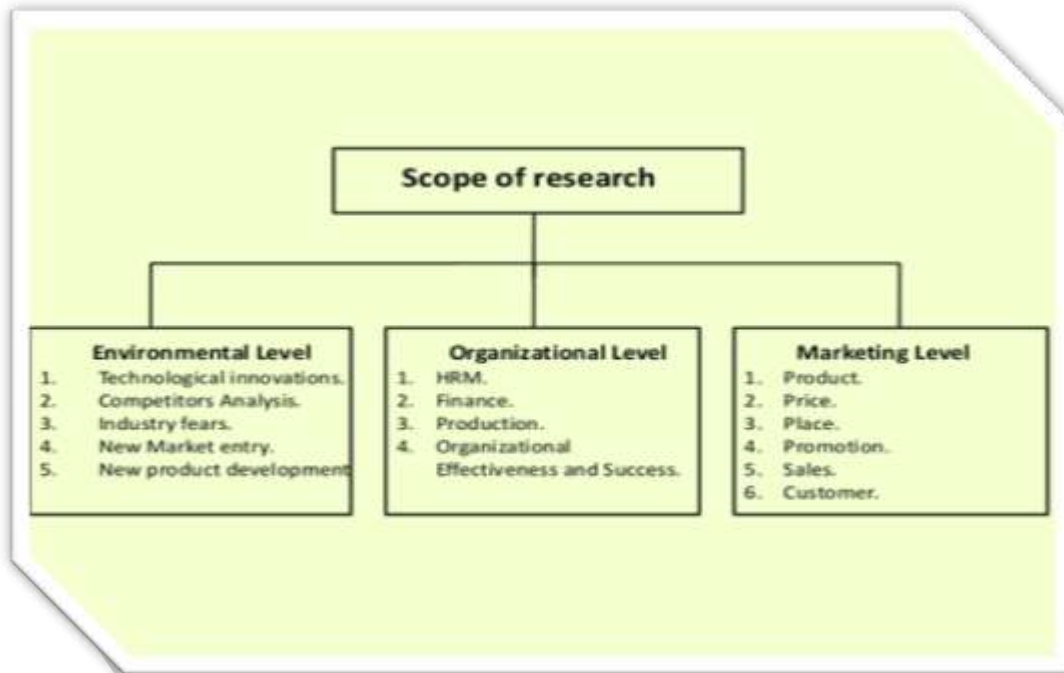 Scope of research
Environmental Level
1. Technological innovations.
2. Competitors Analysis.
3. Industry fears.
4. New Market entry.
5. New product development
Organizational Level
1. HRM.
2. Finance.
3. Production.
4. Organizational
Effectiveness and Success.
Marketing Level
1. Product.
2. Price.
3. Place.
4. Promotion.
5. Sales.
6. Customer.